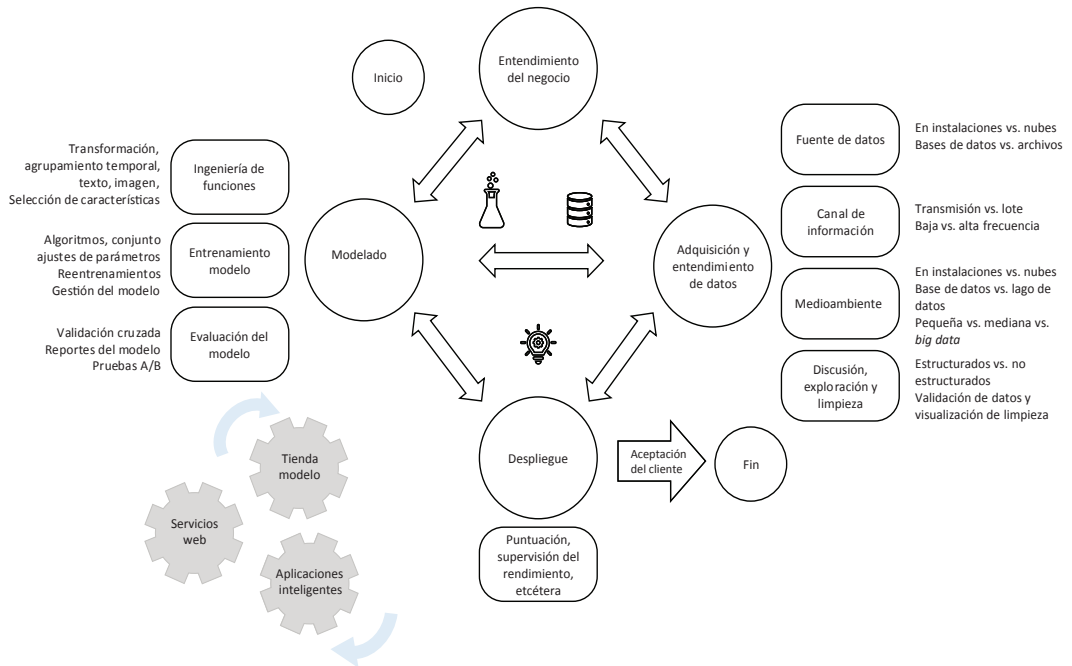 Inicio
Entendimiento
del negocio
Transformación,
agrupamiento temporal,
texto, imagen,
Selección de características
Ingeniería de
funciones
Algoritmos, conjunto
ajustes de parámetros
Reentrenamientos
Gestión del modelo
Entrenamiento
modelo
Validación cruzada
Reportes del modelo
Pruebas A/B
Evaluación del
modelo
Modelado
Adquisición y
entendimiento
de datos
Fuente de datos
En instalaciones vs. nubes
Bases de datos vs. archivos
Canal de
información
Transmisión vs. lote
Baja vs. alta frecuencia
Medioambiente
En instalaciones vs. nubes
Base de datos vs. lago de
datos
Pequeña vs. mediana vs.
big data
Discusión,
exploración y
limpieza
Estructurados vs. no
estructurados
Validación de datos y
visualización de limpieza
Despliegue
Aceptación
del cliente
Fin
Puntuación,
supervisión del
rendimiento,
etcétera
Tienda
modelo
Servicios
web
Aplicaciones
inteligentes